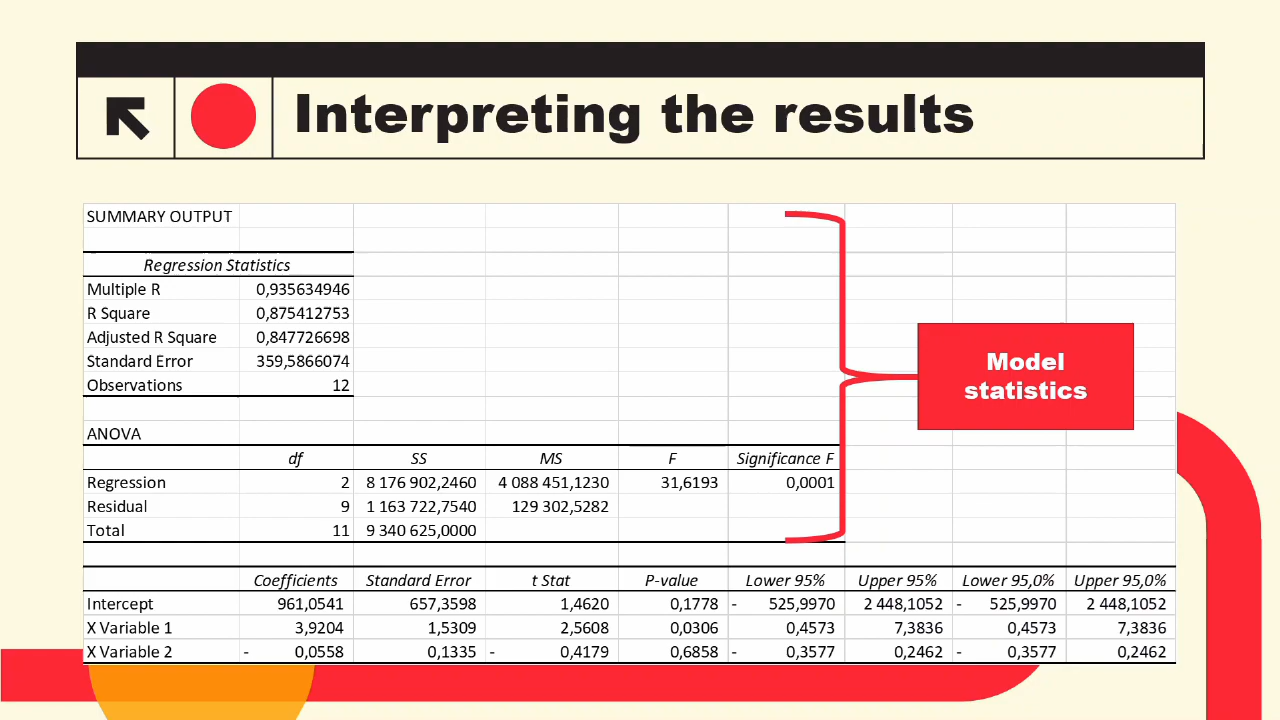 Interpreting the results
SUMMARY OUTPUT
Regression Statistics
Multiple R 0,935634946
R Square 0,875412753
Adjusted R Square 0,847726698
Standard Error 359,5866074
Observations 12
Model
statistics
ANOVA
df SS MS F Significance F
Regression 2 8 176 902,2460 4 088 451,1230 31,6193 0,0001
Residual 9 1 163 722,7540 129 302,5282
Total 11 9 340 625,0000
Coefficients Standard Error t Stat P-value Lower 95% Upper 95% Lower 95,0% Upper 95,0%
Intercept 961,0541 657,3598 1,4620 0,1778 - 525,9970 2 448,1052 - 525,9970 2 448,1052
X Variable 1 3,9204 1,5309 2,5608 0,0306 0,4573 7,3836 0,4573 7,3836
X Variable 2 - 0,0558 0,1335 - 0,4179 0,6858 - 0,3577 0,2462 - 0,3577 0,2462